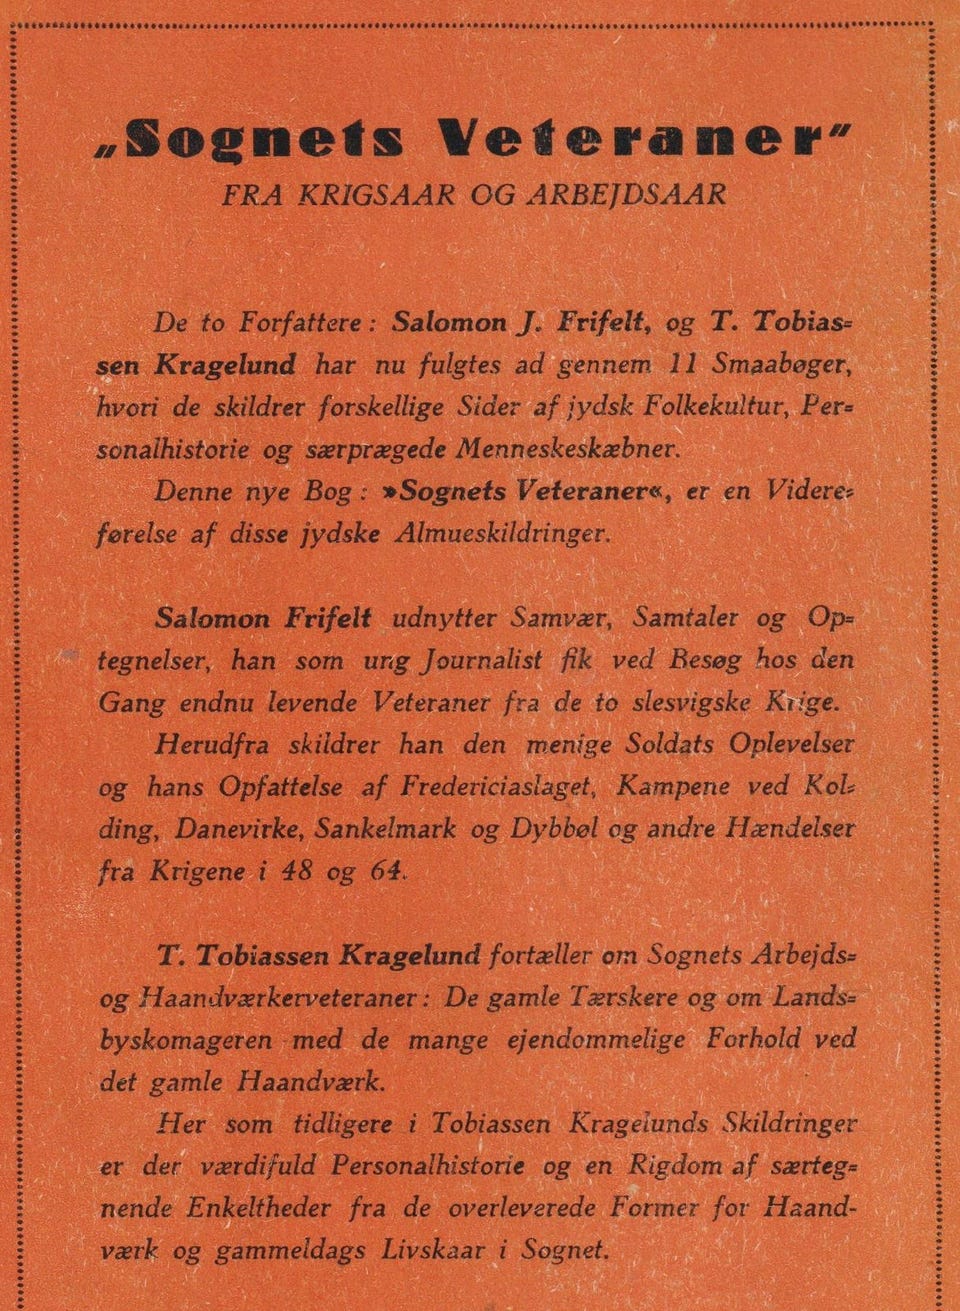 „Sognets Veteraner"
FRA KRIGSAAR OG ARBEJDSAAR
De to Forfattere: Salomon J. Frifelt, og T. Tobias=
sen Kragelund har nu fulgtes ad gennem 11 Smaabøger,
hvori de skildrer forskellige Sider af jydsk Folkekultur, Per=
sonalhistorie og særprægede Menneskeskæbner.
Denne nye Bog: »Sognets Veteraner«, er en Videre=
førelse af disse jydske Almueskildringer.
Salomon Frifelt udnytter Samvær, Samtaler og Op=
tegnelser, han som ung Journalist fik ved Besøg hos den
Gang endnu levende Veteraner fra de to slesvigske Krige.
Herudfra skildrer han den menige Soldats Oplevelser
og hans Opfattelse af Fredericiaslaget, Kampene ved Kol=
ding, Danevirke, Sankelmark og Dybbøl og andre Hændelser
fra Krigene i 48 og 64.
T. Tobiassen Kragelund fortæller om Sognets Arbejds=
og Haandværkerveteraner: De gamle Tærskere og om Lands=
byskomageren med de mange ejendommelige Forhold ved
det gamle Haandværk.
Her som tidligere i Tobiassen Kragelunds Skildringer
er der værdifuld Personalhistorie og en Rigdom af særteg=
nende Enkeltheder fra de overleverede Former for Haand-
værk og gammeldags Livskaar i Sognet.